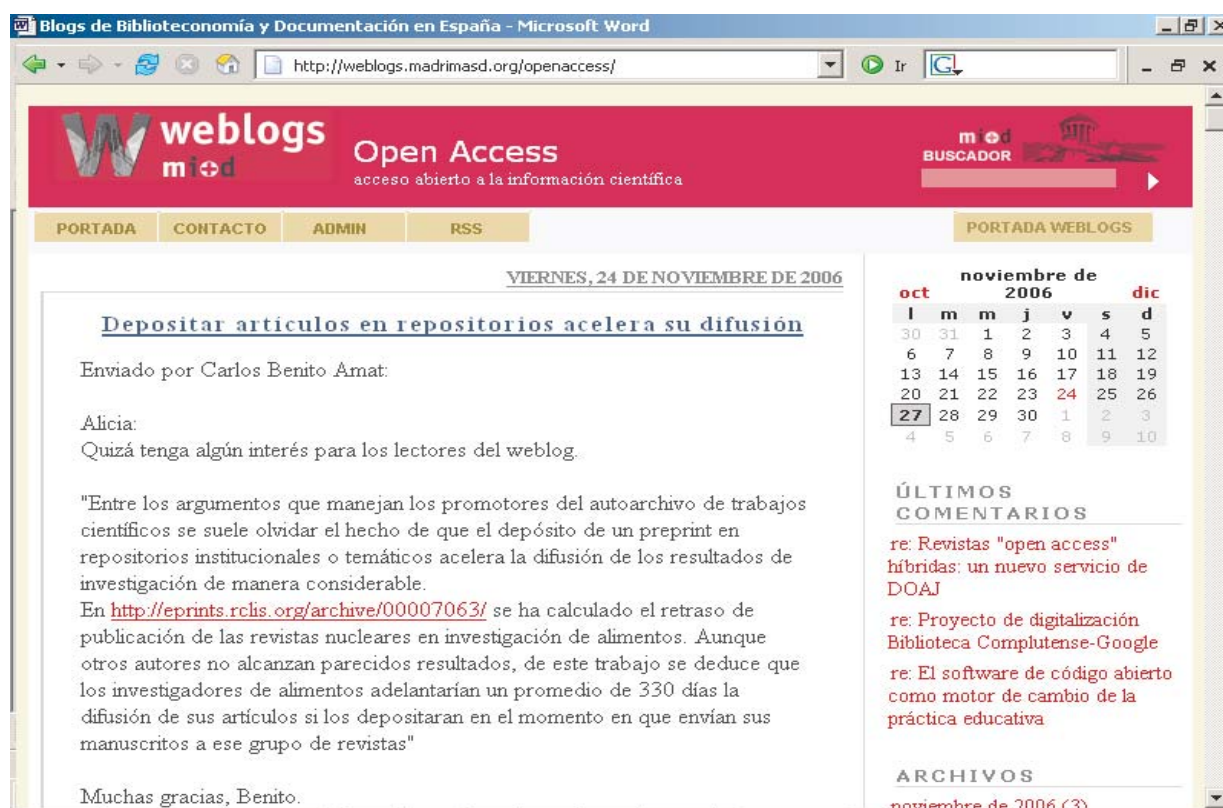 Blogs de Biblioteconomía y Documentación en España - Microsoft Word
http://weblogs.madrimasd.org/openaccess/
Ir
G
weblogs
mi+d
Open Access
acceso abierto a la información científica
mi+d
BUSCADOR
PORTADA CONTACTO ADMIN RSS
PORTADA WEBLOGS
VIERNES, 24 DE NOVIEMBRE DE 2006
Depositar artículos en repositorios acelera su difusión
Enviado por Carlos Benito Amat:
Alicia:
Quizá tenga algún interés para los lectores del weblog.
"Entre los argumentos que manejan los promotores del autoarchivo de trabajos
científicos se suele olvidar el hecho de que el depósito de un preprint en
repositorios institucionales o temáticos acelera la difusión de los resultados de
investigación de manera considerable.
En http://eprints.rclis.org/archive/00007063/ se ha calculado el retraso de
publicación de las revistas nucleares en investigación de alimentos. Aunque
otros autores no alcanzan parecidos resultados, de este trabajo se deduce que
los investigadores de alimentos adelantarían un promedio de 330 días la
difusión de sus artículos si los depositaran en el momento en que envían sus
manuscritos a ese grupo de revistas"
Muchas gracias, Benito.
noviembre de
oct 2006 dic
l m m j v s d
30 31 1 2 3 4 5
6 7 8 9 10 11 12
13 14 15 16 17 18 19
20 21 22 23 24 25 26
27 28 29 30 1 2 3
4 5 6 7 8 9 10
ÚLTIMOS
COMENTARIOS
re: Revistas "open access"
híbridas: un nuevo servicio de
DOAJ
re: Proyecto de digitalización
Biblioteca Complutense-Google
re: El software de código abierto
como motor de cambio de la
práctica educativa
ARCHIVOS
noviembre de 2006 (3)